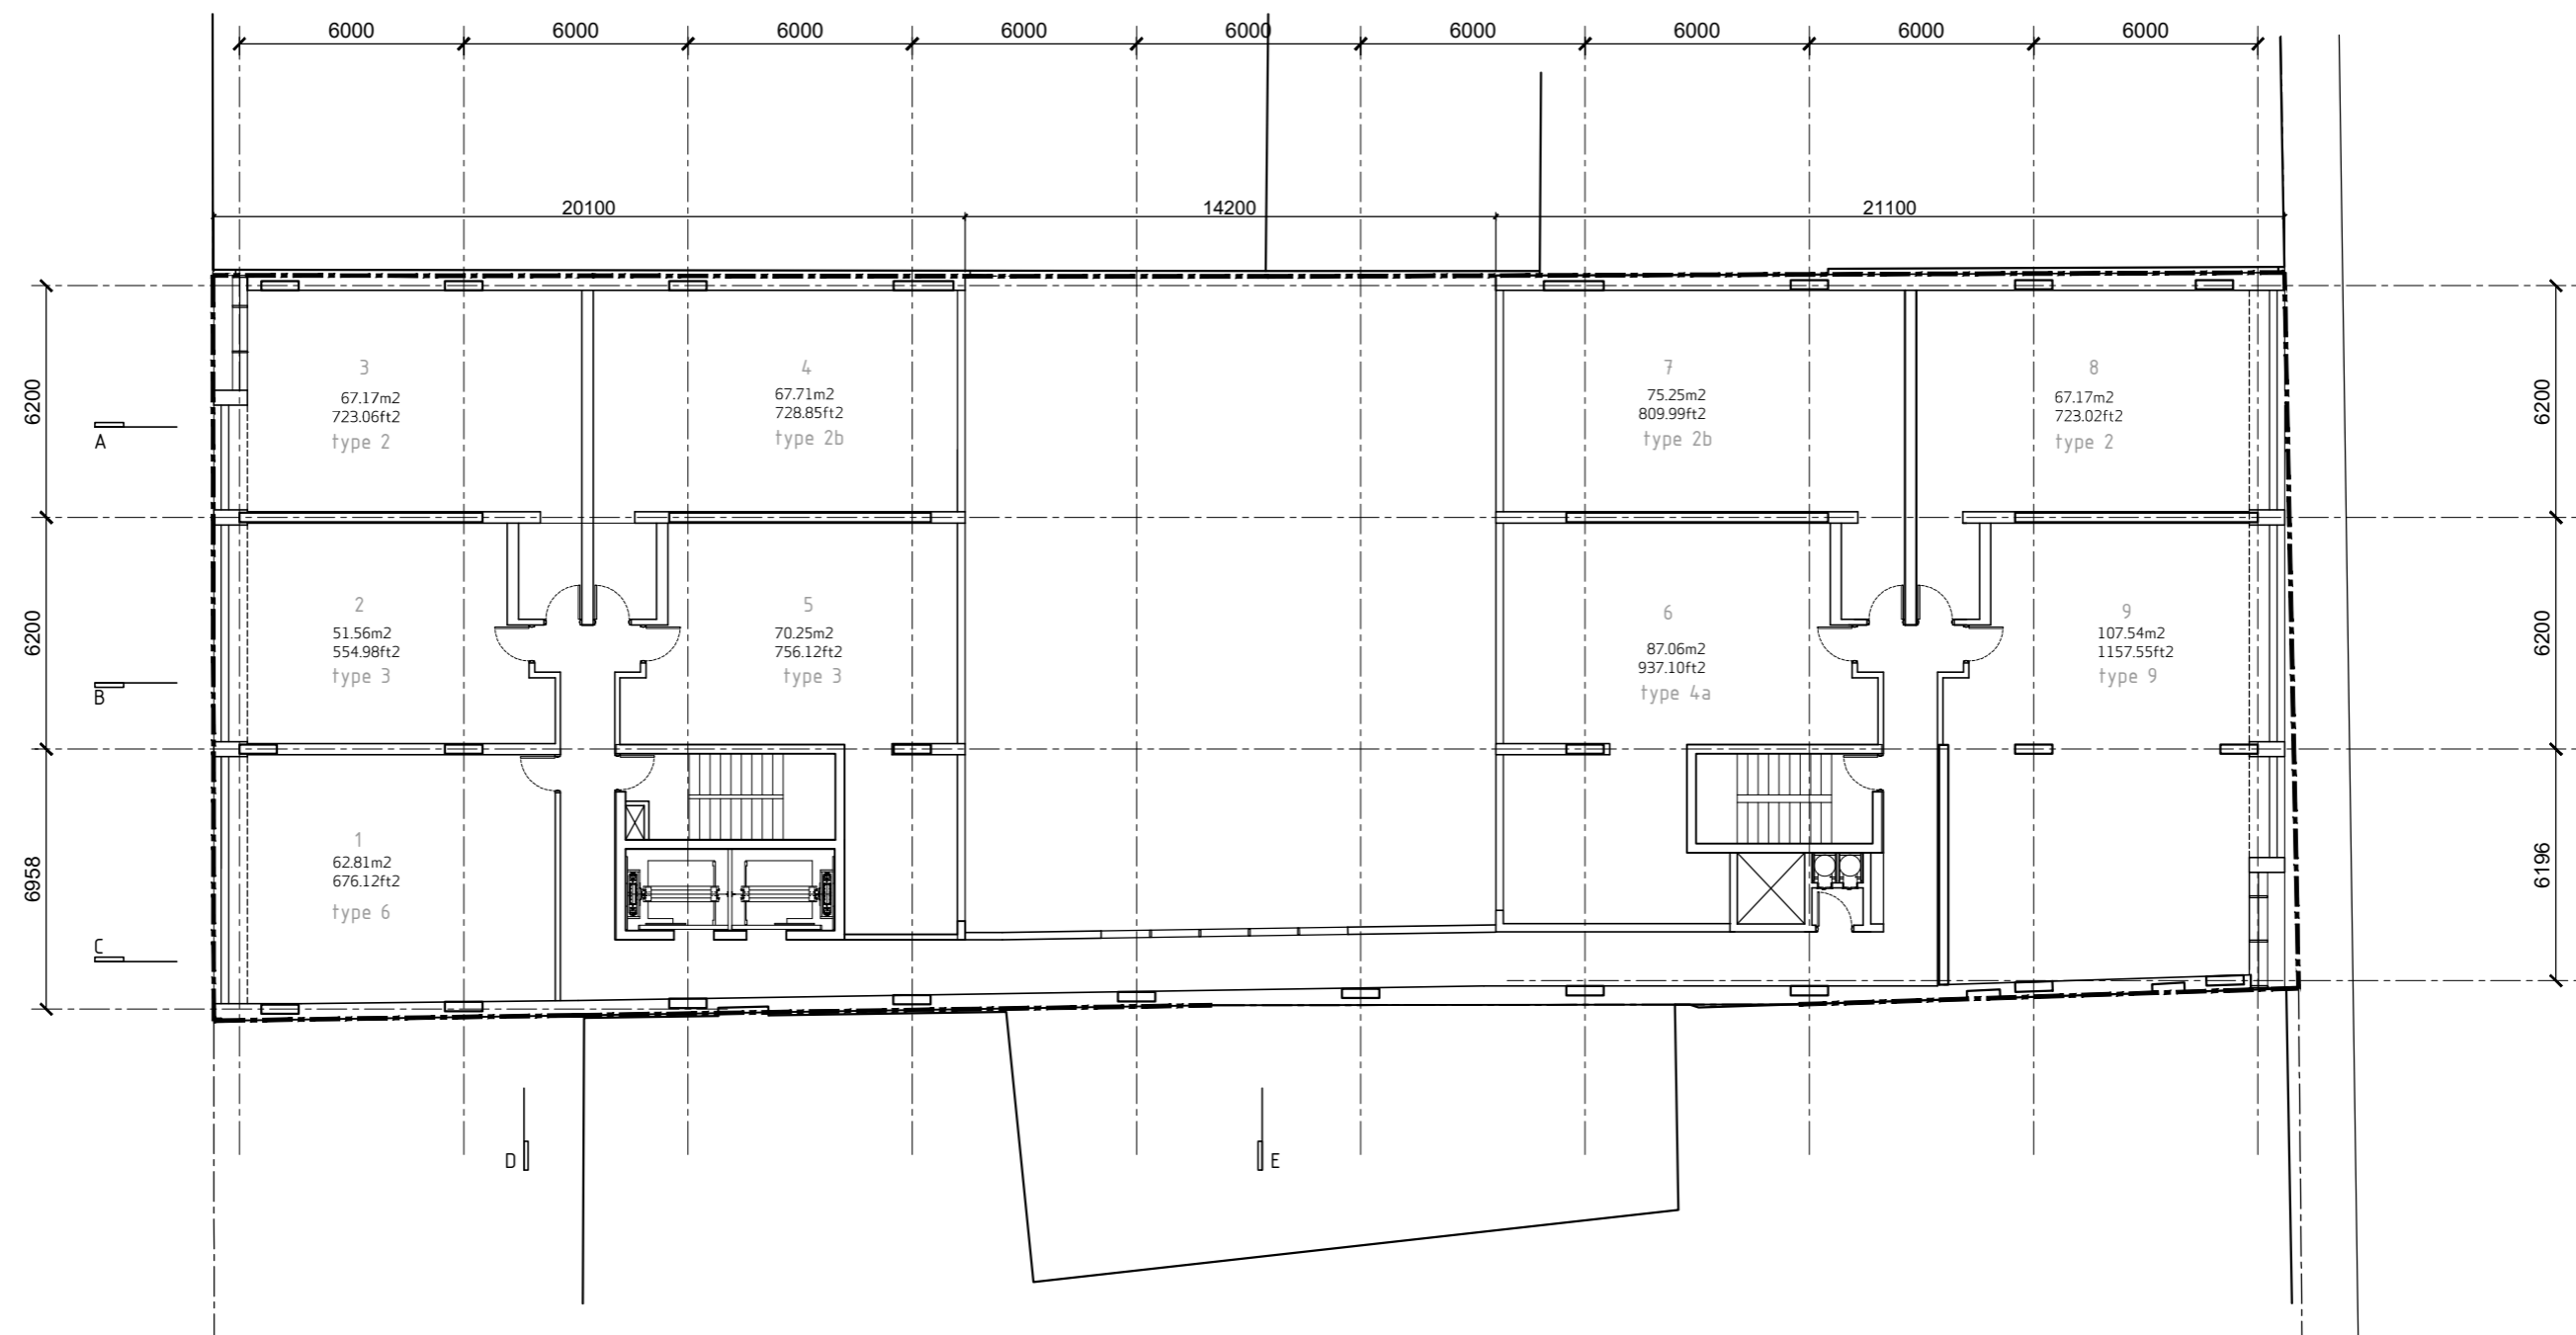 6000 6000 6000 6000 6000 6000 6000 6000 6000
20100 14200 21100
3
67.17m2
723.06ft2
type 2
4
67.71m2
728.85ft2
type 2b
7
75.25m2
809.99ft2
type 2b
8
67.17m2
723.02ft2
type 2
6200
6200
A
2
51.56m2
554.98ft2
type 3
5
70.25m2
756.12ft2
type 3
6
87.06m2
937.10ft2
type 4a
9
107.54m2
1157.55ft2
type 9
6200
6200
B
1
62.81m2
676.12ft2
type 6
6958
6196
C
D
E